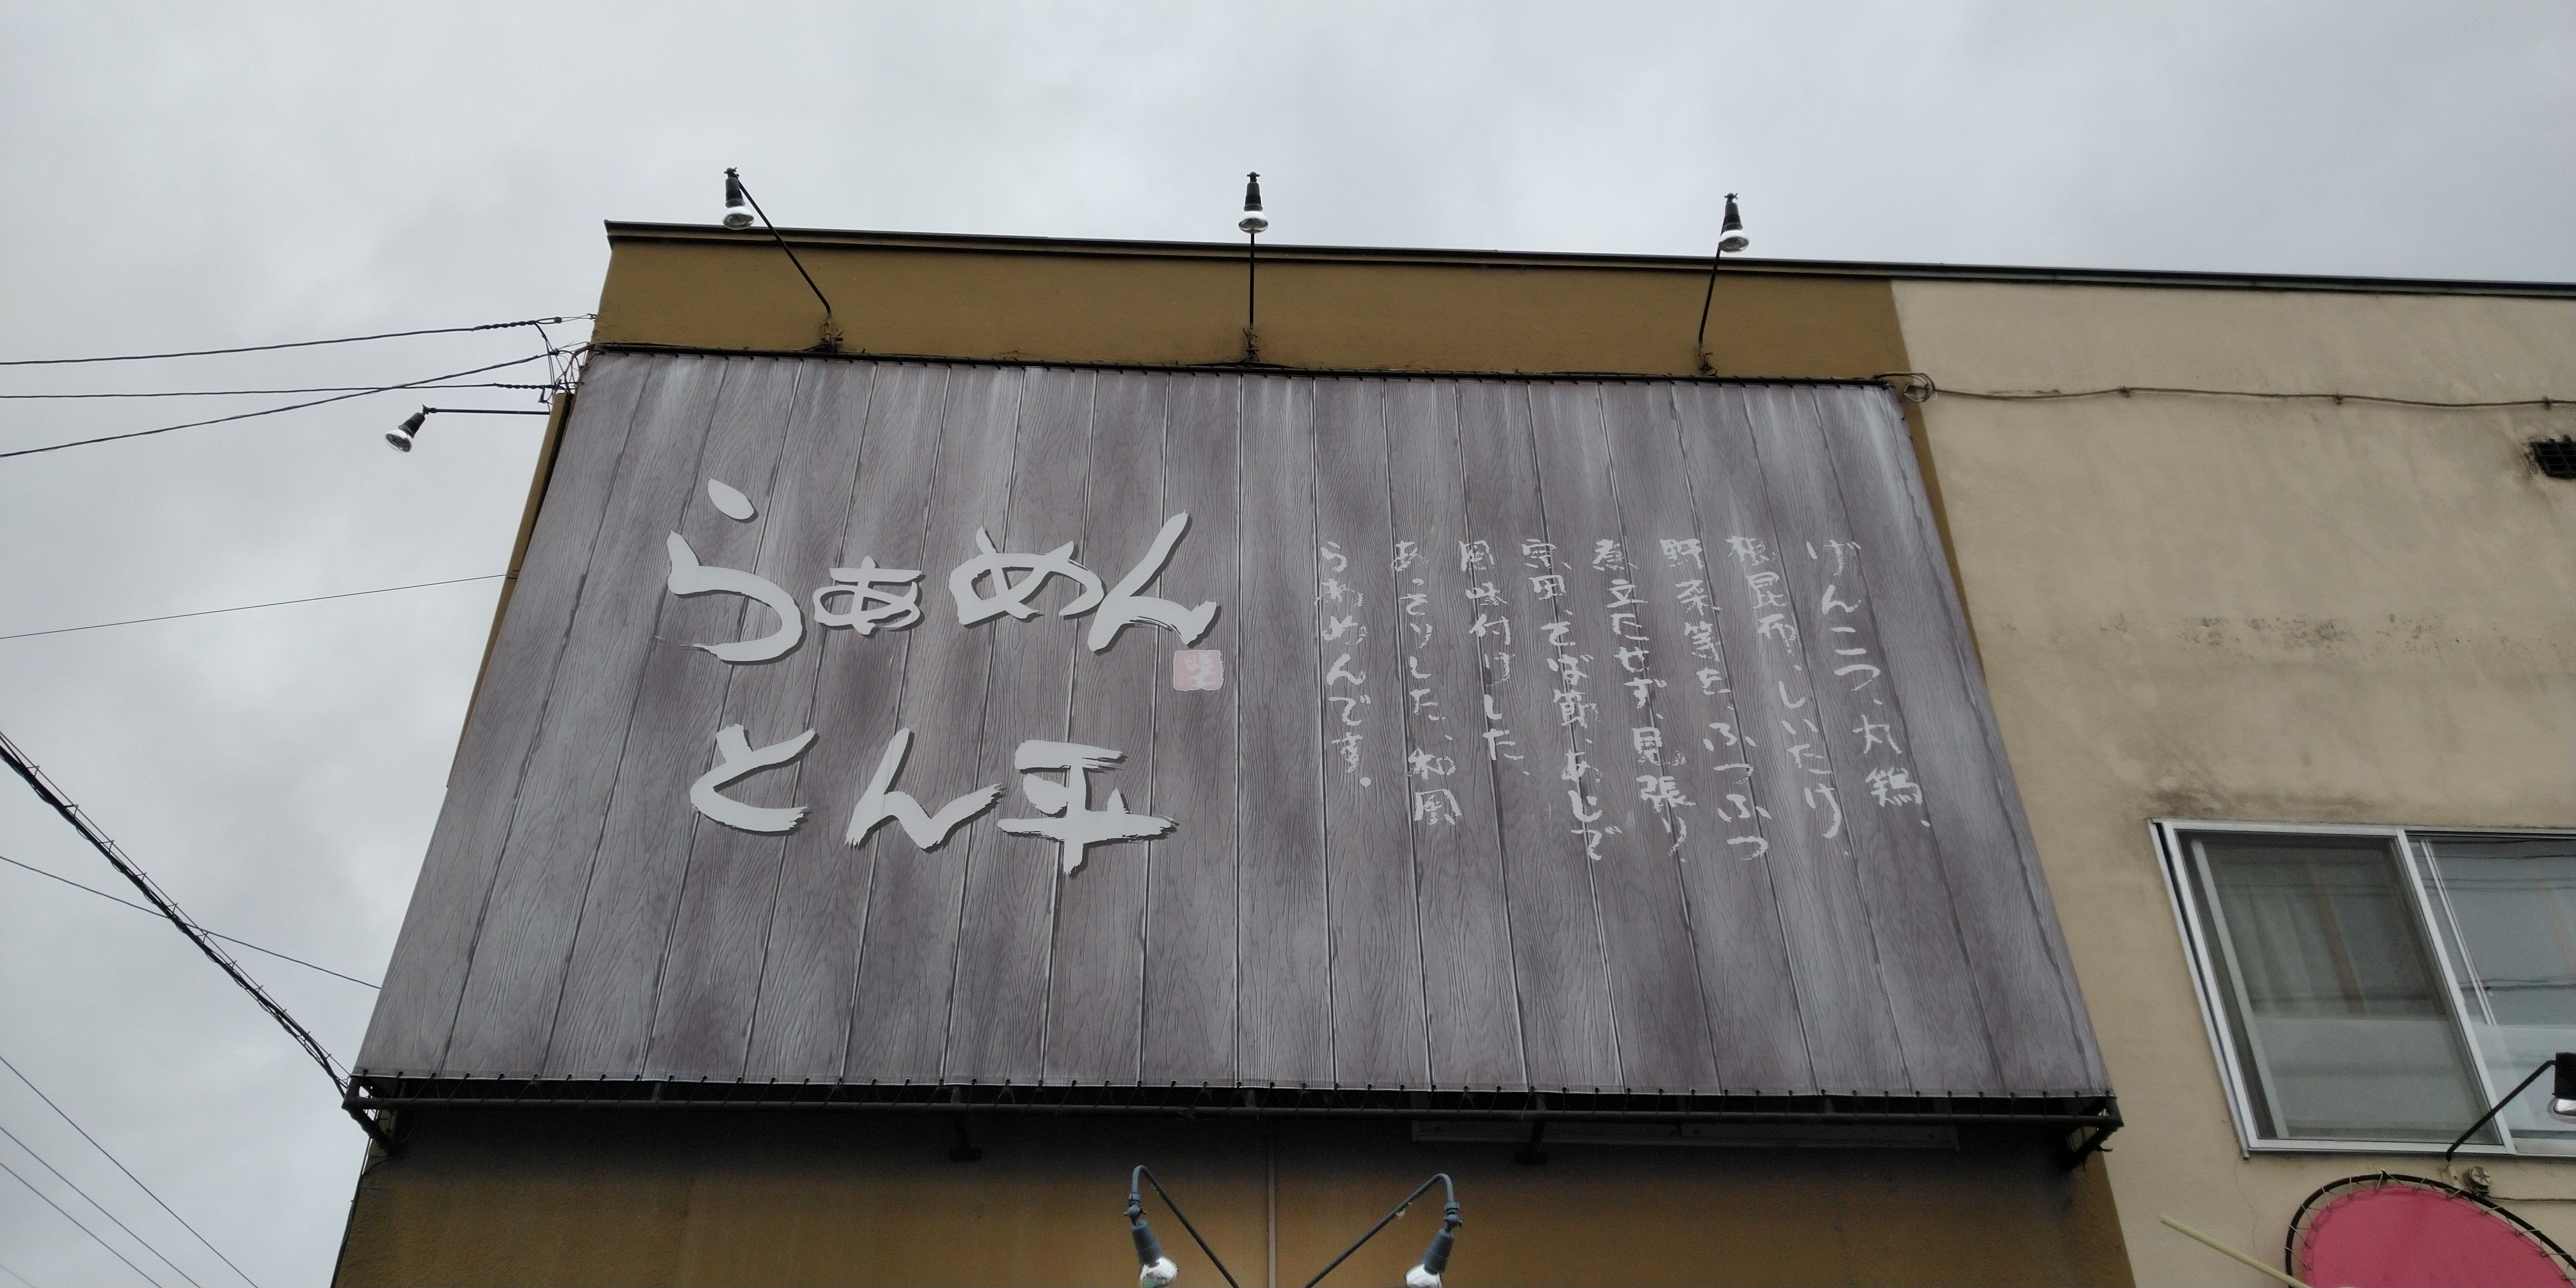 らぁめん
とん平
げんこつ、丸鶏、
根昆布、しいたけ、
野菜等を、ふつふつ
煮立たせず、見張り、
宗田、そば節、あじで
風味付けした、
あっさりした、和風
らぁめんです。